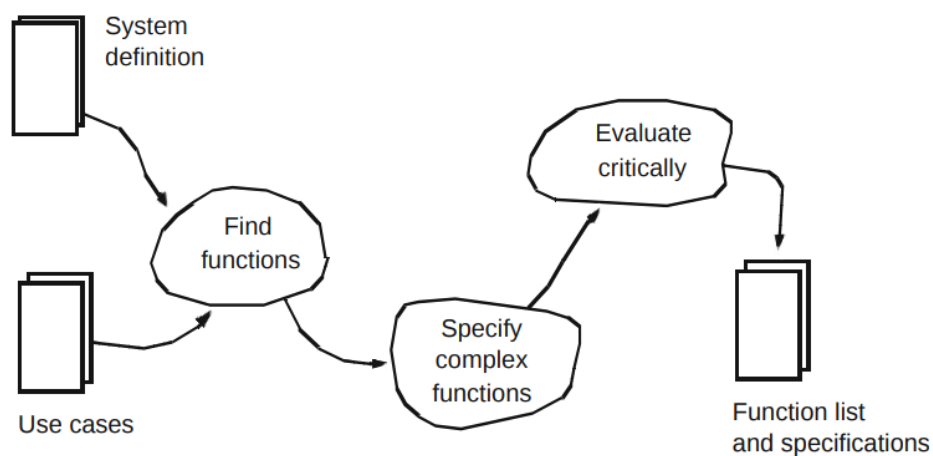 System
definition
Find
functions
Use cases
Specify
complex
functions
Evaluate
critically
Function list
and specifications